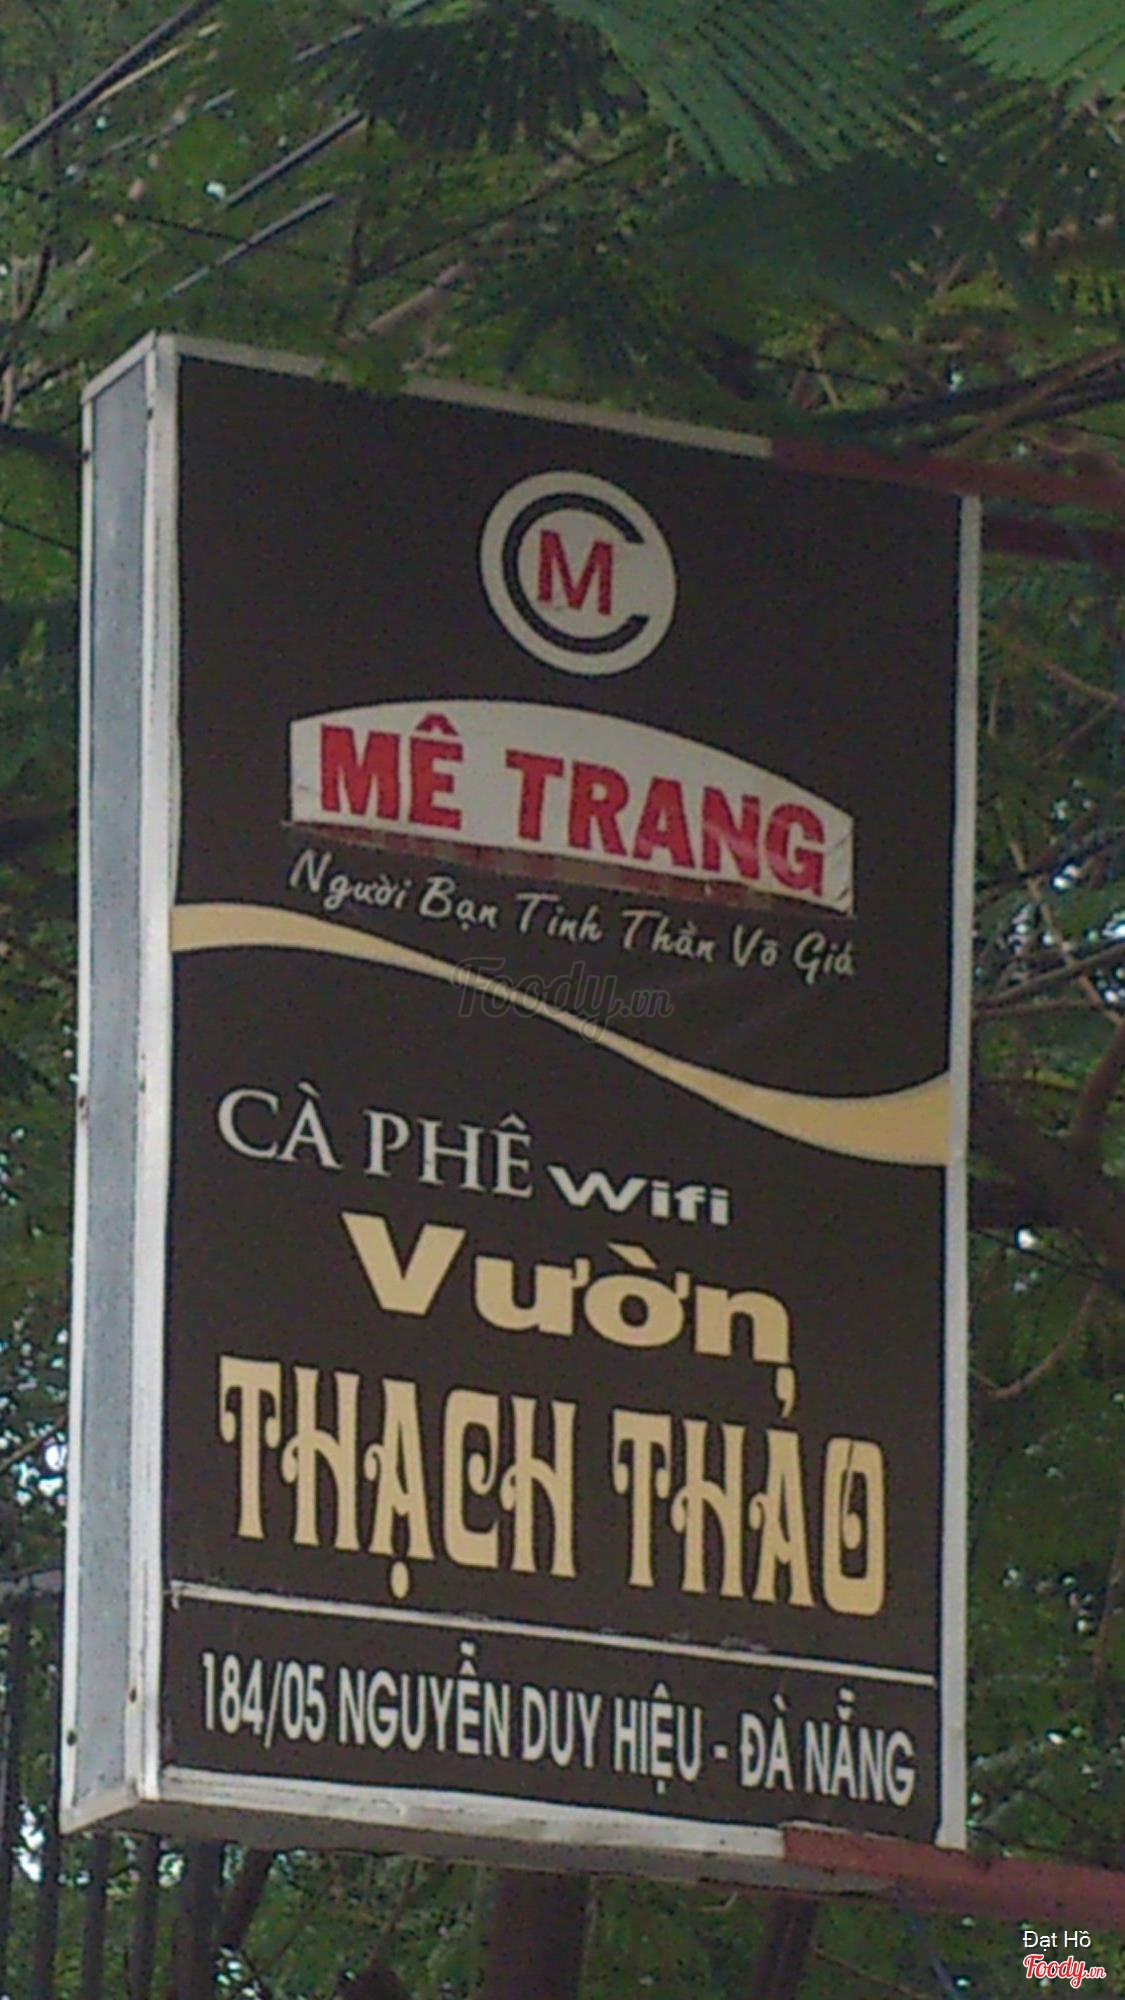 MC
MÊ TRANG
Người Bạn Tinh Thần Vô Giá
Foody.vn
CÀ PHÊ Wifi
Vườn
THẠCH THẢO
184/05 NGUYỄN DUY HIỆU - ĐÀ NẴNG
Đạt Hồ
Foody.vn